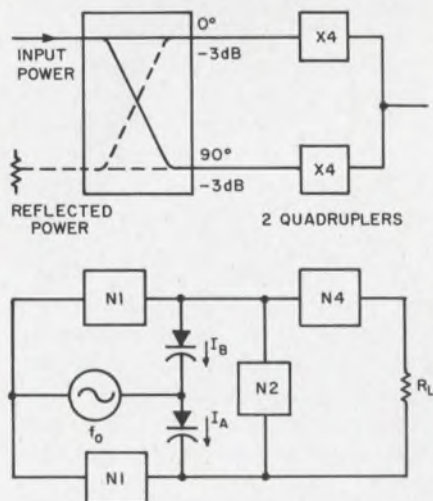 0°
X4
INPUT
POWER
-3dB
90°
X4
-3dB
REFLECTED
POWER
2 QUADRUPLERS
N1
N4
I_B
N2
R_L
f_o
I_A
N1